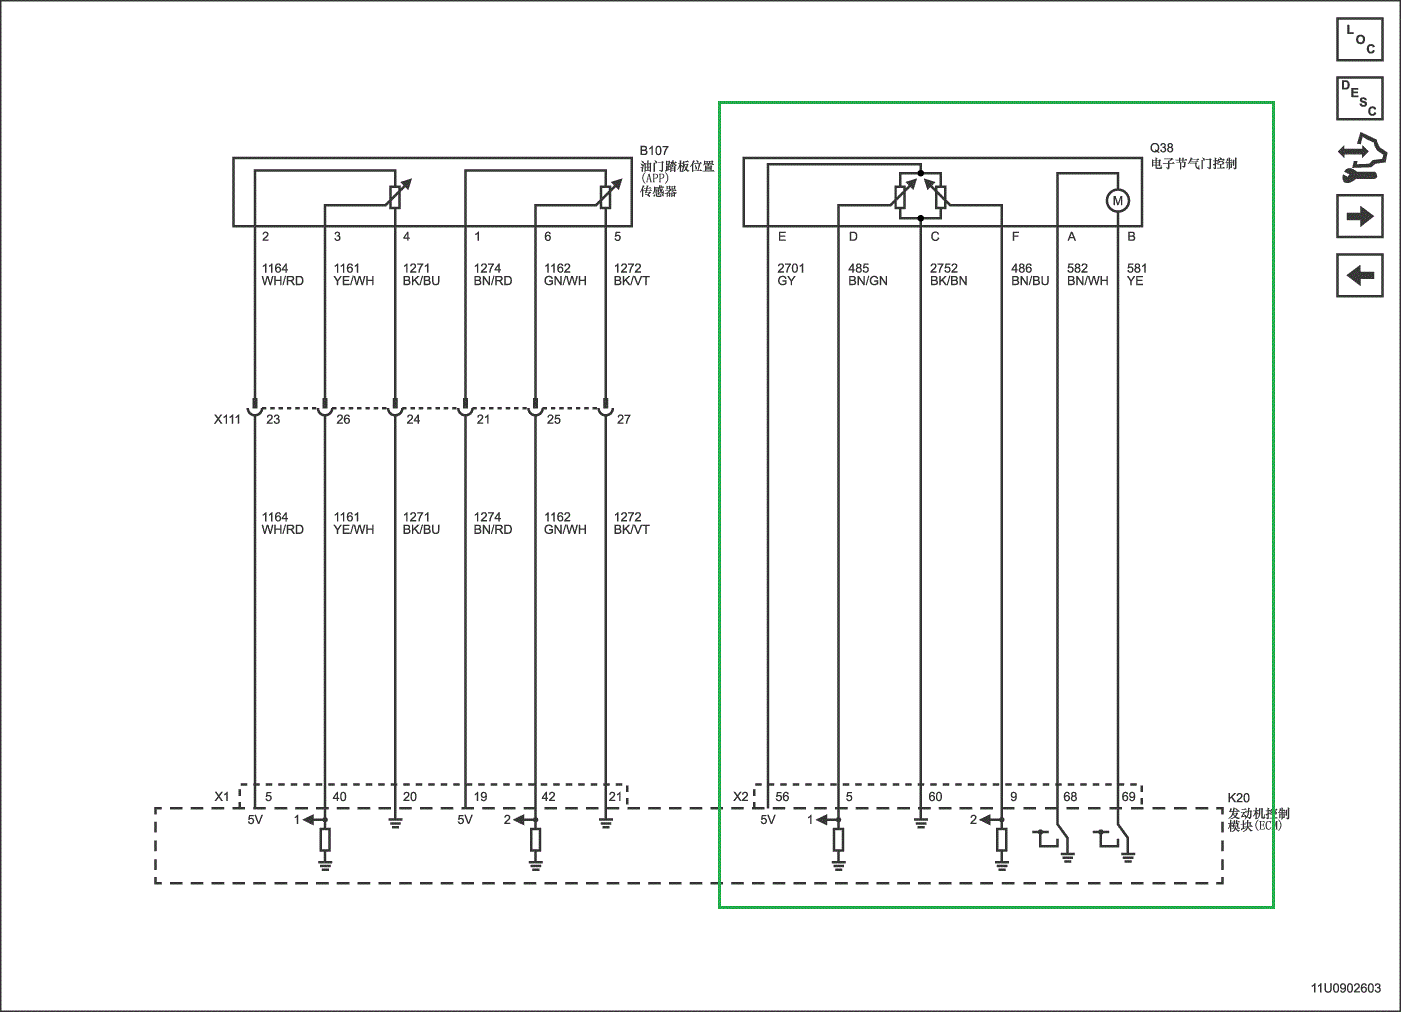 L
O
C
D
E
S
C
B107
油门踏板位置
(APP)
传感器
Q38
电子节气门控制
M
2 3 4 1 6 5
E D C F A B
1164 1161 1271 1274 1162 1272
WH/RD YE/WH BK/BU BN/RD GN/WH BK/VT
2701 485 2752 486 582 581
GY BN/GN BK/BN BN/BU BN/WH YE
X111 23 26 24 21 25 27
1164 1161 1271 1274 1162 1272
WH/RD YE/WH BK/BU BN/RD GN/WH BK/VT
X1 5 40 20 19 42 21
X2 56 5 60 9 68 69
K20
发动机控制
模块(ECM)
5V 1 5V 2 5V 1 2
11U0902603